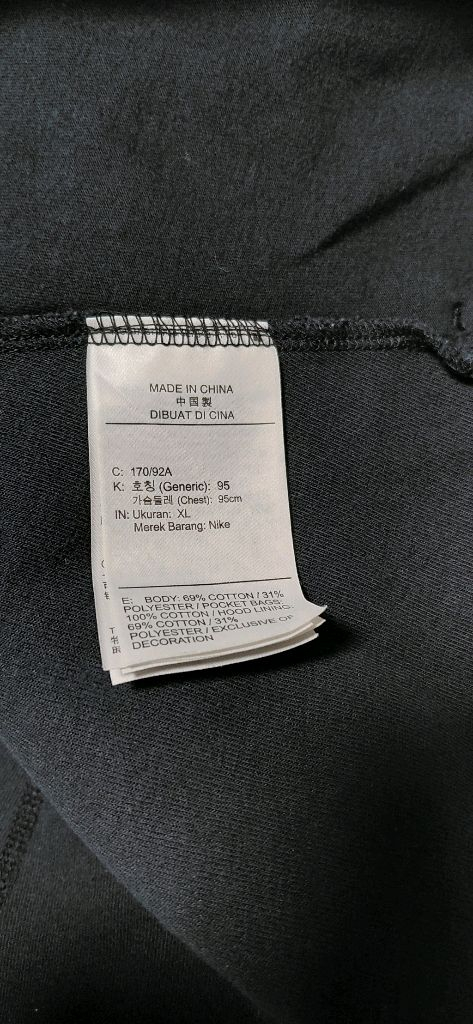 MADE IN CHINA
中国製
DIBUAT DI CINA
C: 170/92A
K: 호칭 (Generic): 95
가슴둘레 (Chest): 95cm
IN: Ukuran: XL
Merek Barang: Nike
E: BODY: 69% COTTON / 31%
POLYESTER / POCKET BAGS:
100% COTTON / HOOD LINING:
69% COTTON / 31%
POLYESTER / EXCLUSIVE OF
DECORATION